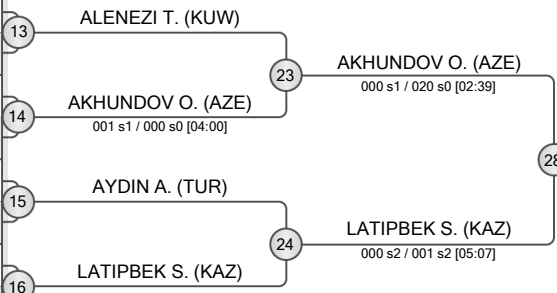 13
ALENEZI T. (KUW)
23
AKHUNDOV O. (AZE)
000 s1 / 020 s0 [02:39]
14
AKHUNDOV O. (AZE)
001 s1 / 000 s0 [04:00]
28
15
AYDIN A. (TUR)
24
LATIPBEK S. (KAZ)
000 s2 / 001 s2 [05:07]
16
LATIPBEK S. (KAZ)